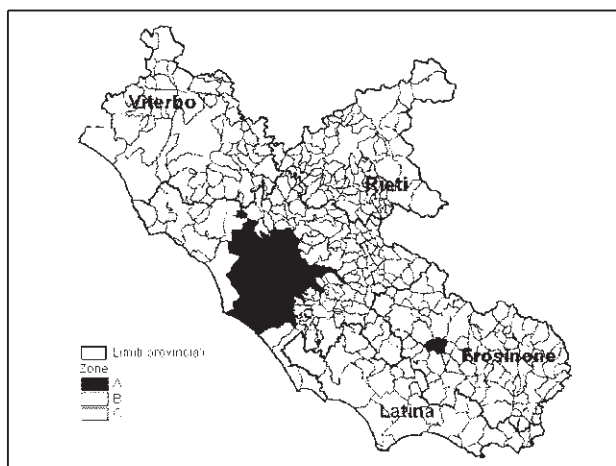 Viterbo
Rieti
Frosinone
Latina
Limiti provinciali
Zone
A
B
C